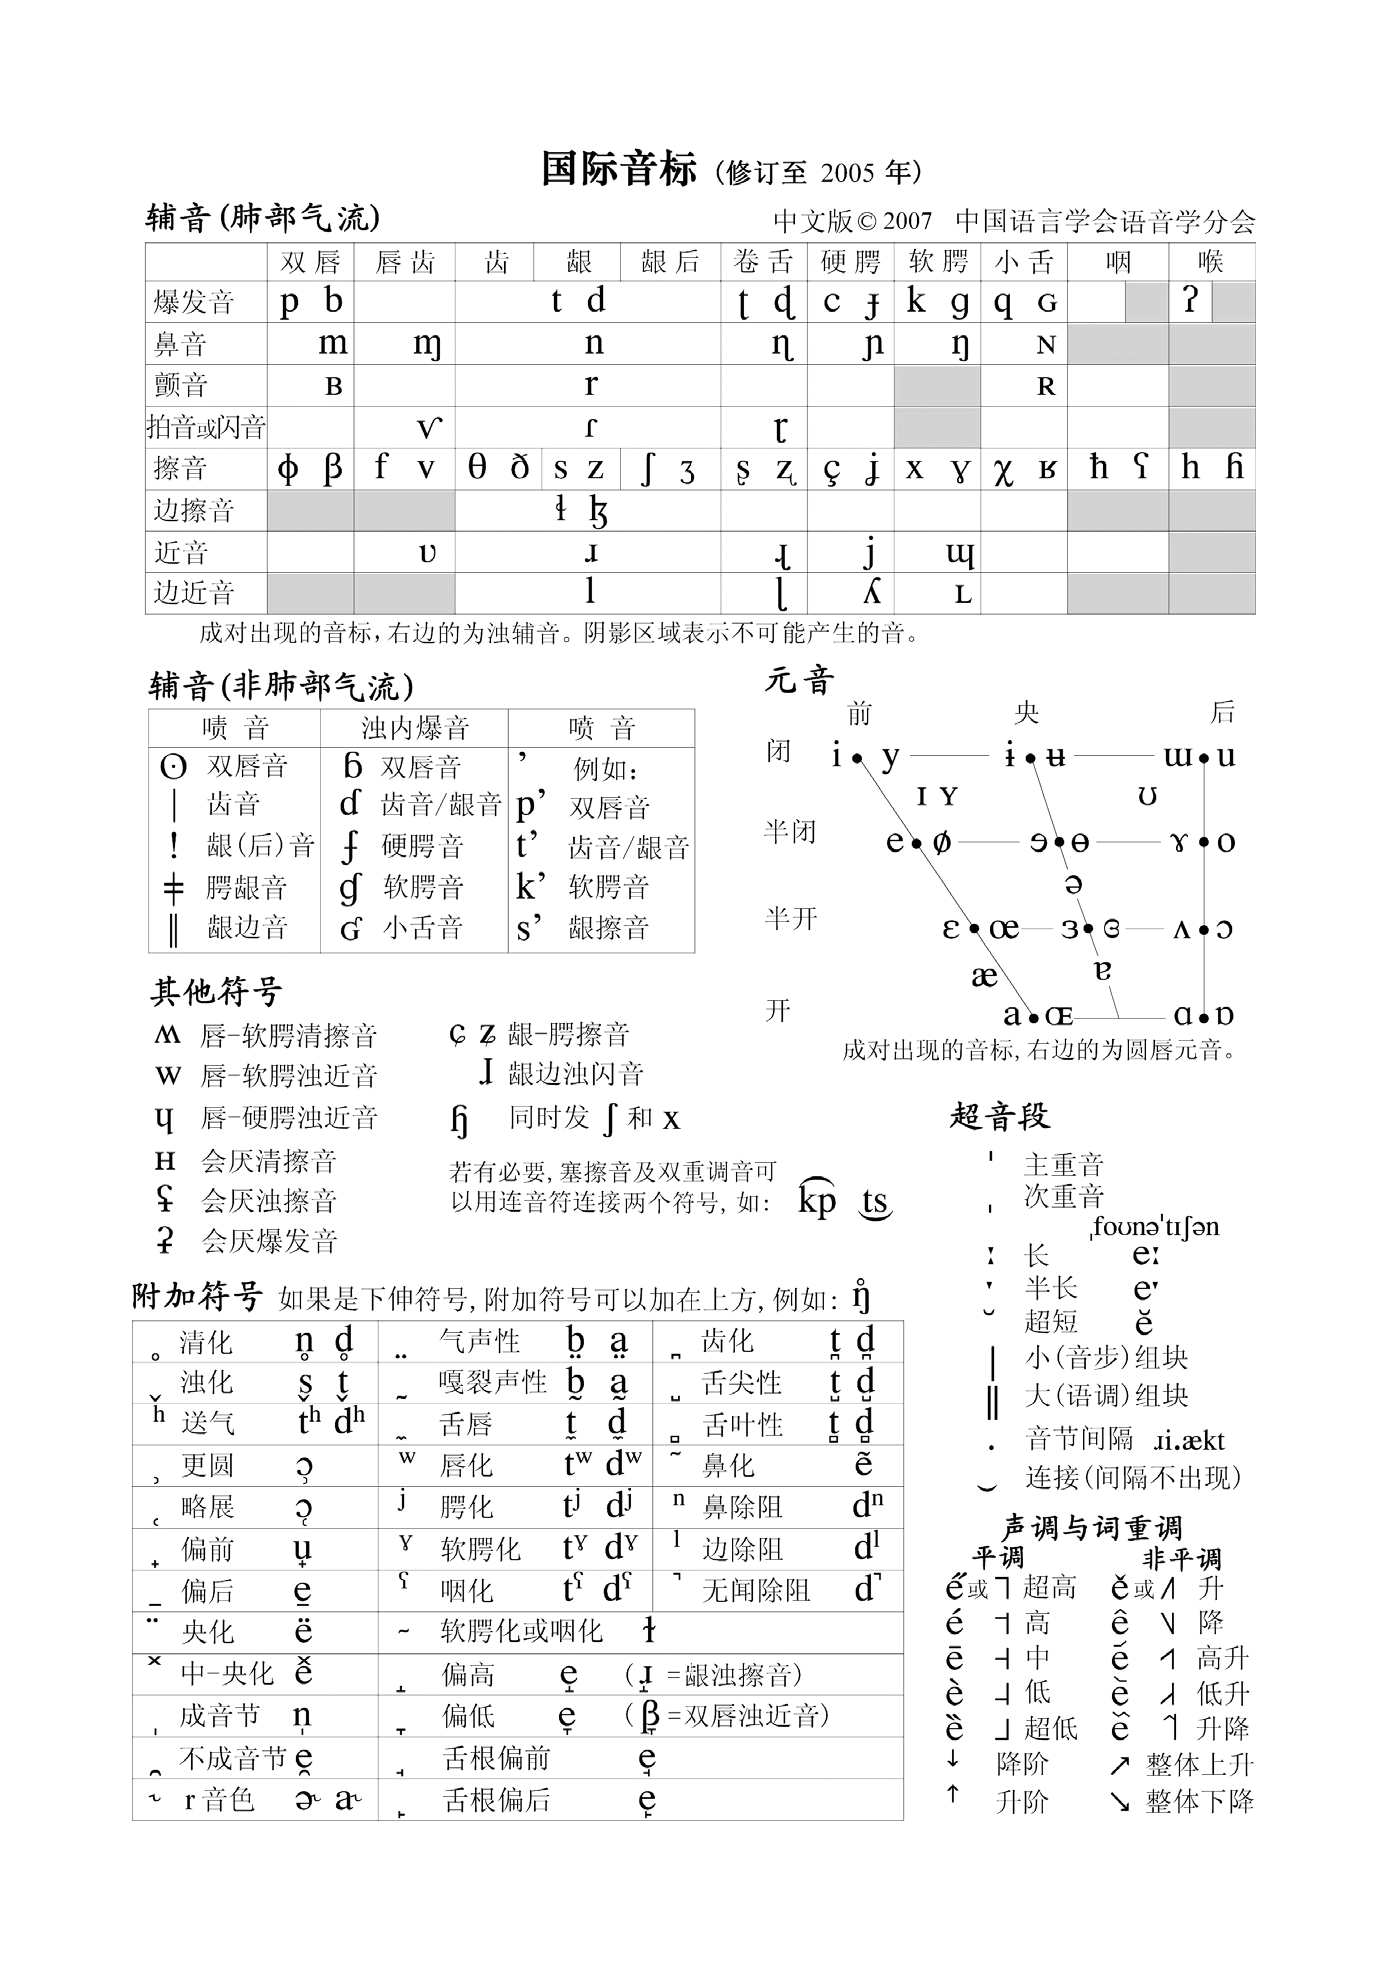 国际音标 (修订至 2005 年)
辅音(肺部气流)
中文版© 2007 中国语言学会语音学分会
双唇 唇齿 齿 龈 龈后 卷舌 硬腭 软腭 小舌 咽 喉
爆发音 p b t d ʈ ɖ c ɟ k ɡ q ɢ ʔ
鼻音 m ɱ n ɳ ɲ ŋ ɴ
颤音 ʙ r ʀ
拍音或闪音 ⱱ ɾ ɽ
擦音 ɸ β f v θ ð s z ʃ ʒ ʂ ʐ ç ʝ x ɣ χ ʁ ħ ʕ h ɦ
边擦音 ɬ ɮ
近音 ʋ ɹ ɻ j ɰ
边近音 l ɭ ʎ ʟ
成对出现的音标,右边的为浊辅音。阴影区域表示不可能产生的音。
辅音(非肺部气流)
喷音 浊内爆音 喷音
ʘ 双唇音 ɓ 双唇音 ʼ 例如:
ǀ 齿音 ɗ 齿音/龈音 pʼ 双唇音
ǃ 龈(后)音 ʄ 硬腭音 tʼ 齿音/龈音
ǂ 腭龈音 ɠ 软腭音 kʼ 软腭音
ǁ 龈边音 ʛ 小舌音 sʼ 龈擦音
元音
前 央 后
闭 i y ɨ ʉ ɯ u
ɪ ʏ ʊ
半闭 e ø ɘ ɵ ɤ o
ə
半开 ɛ œ ɜ ɞ ʌ ɔ
æ ɐ
开 a ɶ ɑ ɒ
成对出现的音标,右边的为圆唇元音。
其他符号
ʍ 唇-软腭清擦音 ɕ ʑ 龈-腭擦音
w 唇-软腭浊近音 ɺ 龈边浊闪音
ɥ 唇-硬腭浊近音 ɧ 同时发 ʃ 和 x
ʜ 会厌清擦音
ʢ 会厌浊擦音
ʡ 会厌爆发音
若有必要,塞擦音及双重调音可
以用连音符连接两个符号,如: k͡p t͜s
超音段
ˈ 主重音
ˌ 次重音
ˌfoʊnəˈtɪʃən
ː 长 eː
ˑ 半长 eˑ
˘ 超短 ĕ
| 小(音步)组块
‖ 大(语调)组块
. 音节间隔 ɹi.ækt
‿ 连接(间隔不出现)
附加符号 如果是下伸符号,附加符号可以加在上方,例如: ŋ̊
̥ 清化 n̥ d̥ ̤ 气声性 b̤ a̤ ̪ 齿化 t̪ d̪
̬ 浊化 s̬ t̬ ̰ 嘎裂声性 b̰ a̰ ̺ 舌尖性 t̺ d̺
ʰ 送气 tʰ dʰ ̼ 舌唇 t̼ d̼ ̻ 舌叶性 t̻ d̻
̹ 更圆 ɔ̹ ʷ 唇化 tʷ dʷ ̃ 鼻化 ẽ
̜ 略展 ɔ̜ ʲ 腭化 tʲ dʲ ⁿ 鼻除阻 dⁿ
̟ 偏前 u̟ ˠ 软腭化 tˠ dˠ ˡ 边除阻 dˡ
̠ 偏后 e̠ ˤ 咽化 tˤ dˤ ̚ 无闻除阻 d̚
̈ 央化 ë ̴ 软腭化或咽化 ɫ
̽ 中-央化 e̽ ̝ 偏高 e̝ (ɹ̝ =龈浊擦音)
̩ 成音节 n̩ ̞ 偏低 e̞ (β̞ =双唇浊近音)
̯ 不成音节 e̯ ̘ 舌根偏前 e̘
˞ r音色 ɚ a˞ ̙ 舌根偏后 e̙
声调与词重调
平调 非平调
e̋ 或 ˥ 超高 ě 或 ˩˥ 升
é ˦ 高 ê ˥˩ 降
ē ˧ 中 e᷄ ˦˥ 高升
è ˨ 低 e᷅ ˩˨ 低升
ȅ ˩ 超低 e᷈ ˧˦˧ 升降
↓ 降阶 ↗ 整体上升
↑ 升阶 ↘ 整体下降